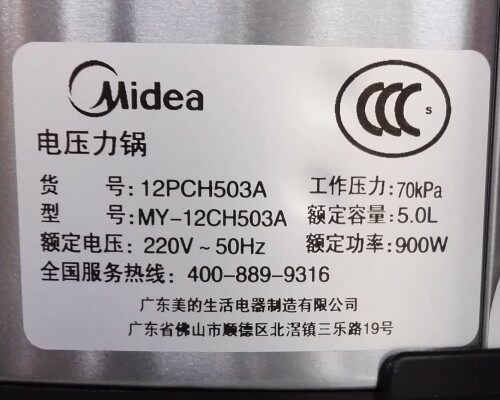 Midea
CCC S
电压力锅
货 号: 12PCH503A 工作压力: 70kPa
型 号: MY-12CH503A 额定容量: 5.0L
额定电压: 220V ~ 50Hz 额定功率: 900W
全国服务热线: 400-889-9316
广东美的生活电器制造有限公司
广东省佛山市顺德区北滘镇三乐路19号